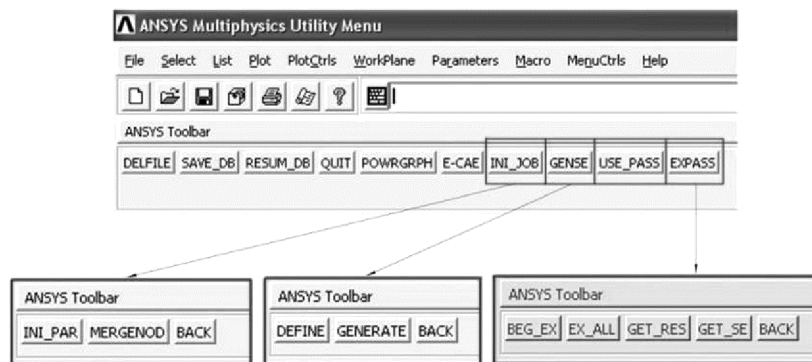 ANSYS Multiphysics Utility Menu
File Select List Plot PlotCtrls WorkPlane Parameters Macro MenuCtrls Help
ANSYS Toolbar
DELFILE SAVE_DB RESUM_DB QUIT POWRGRPH E-CAE INI_JOB GENSE USE_PASS EXPASS
ANSYS Toolbar
INI_PAR MERGENOD BACK
ANSYS Toolbar
DEFINE GENERATE BACK
ANSYS Toolbar
BEG_EX EX_ALL GET_RES GET_SE BACK